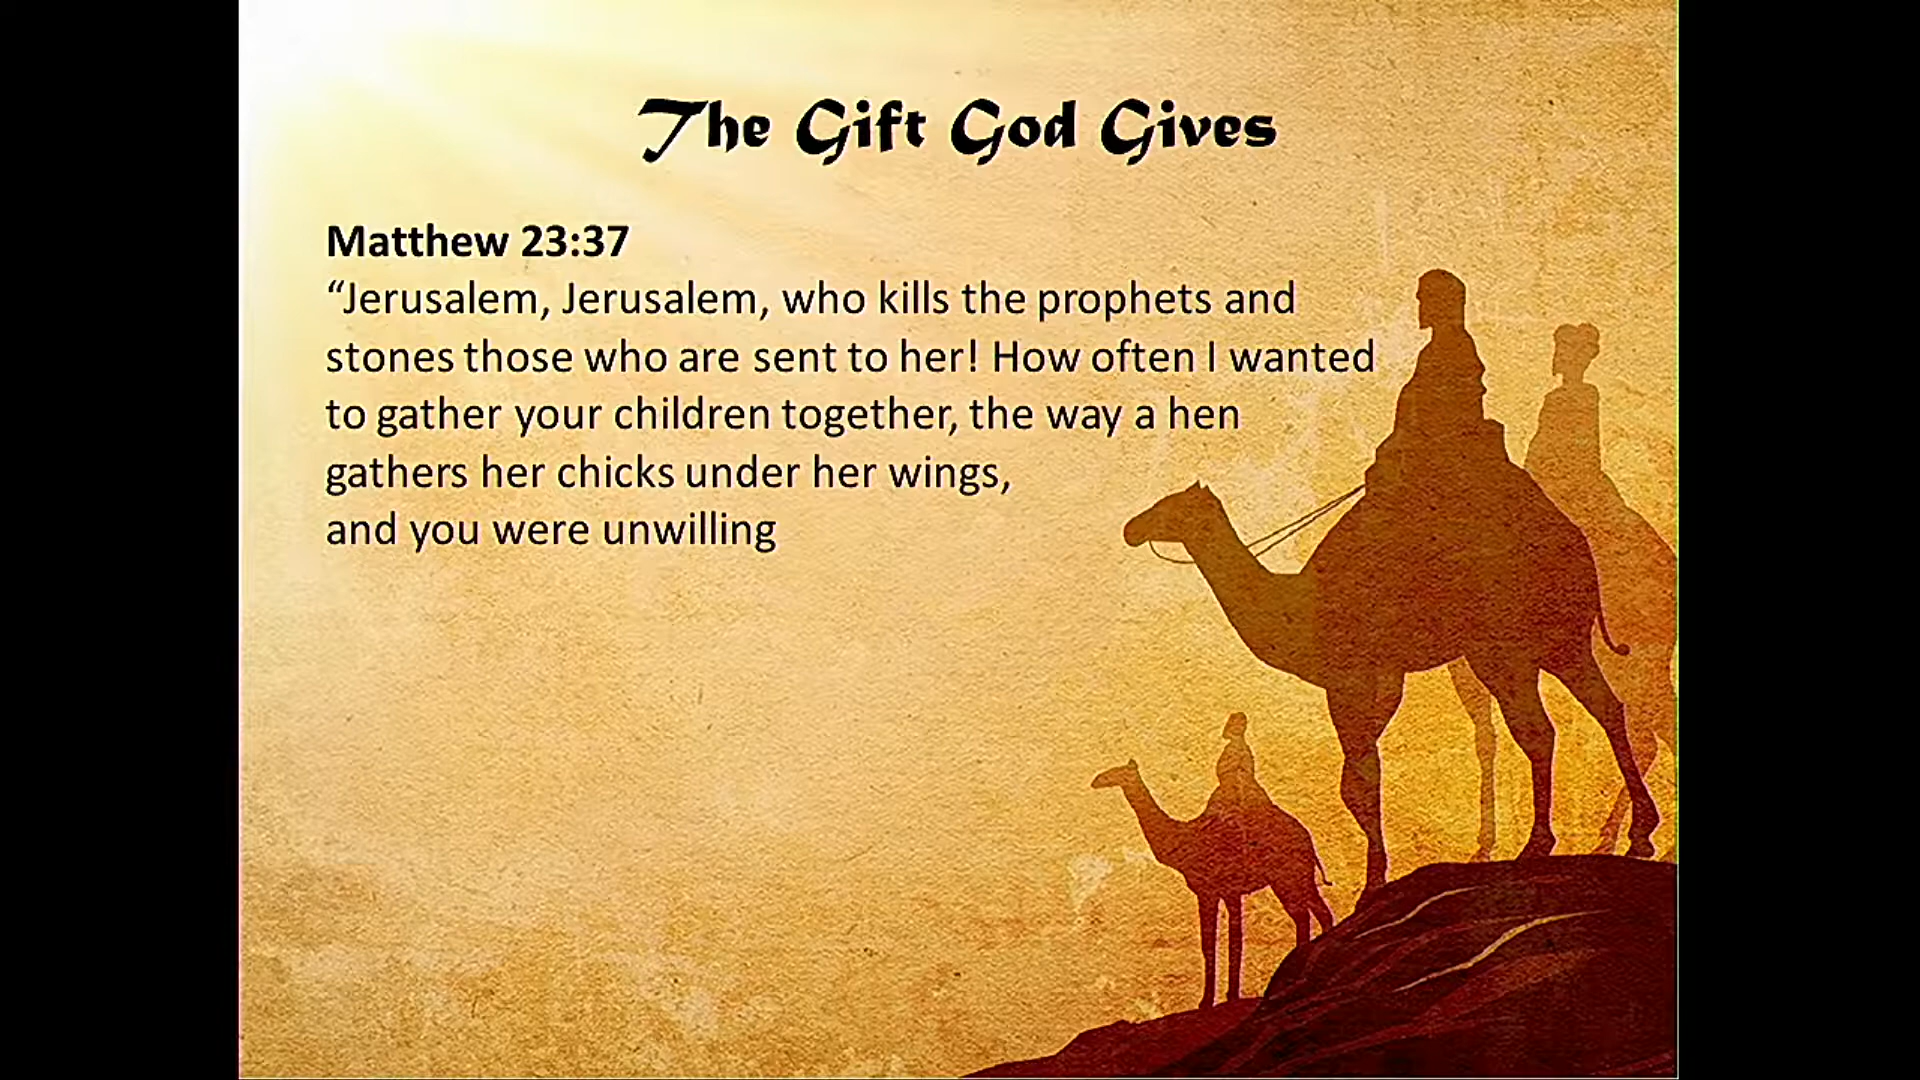 The Gift God Gives
Matthew 23:37
“Jerusalem, Jerusalem, who kills the prophets and
stones those who are sent to her! How often I wanted
to gather your children together, the way a hen
gathers her chicks under her wings,
and you were unwilling